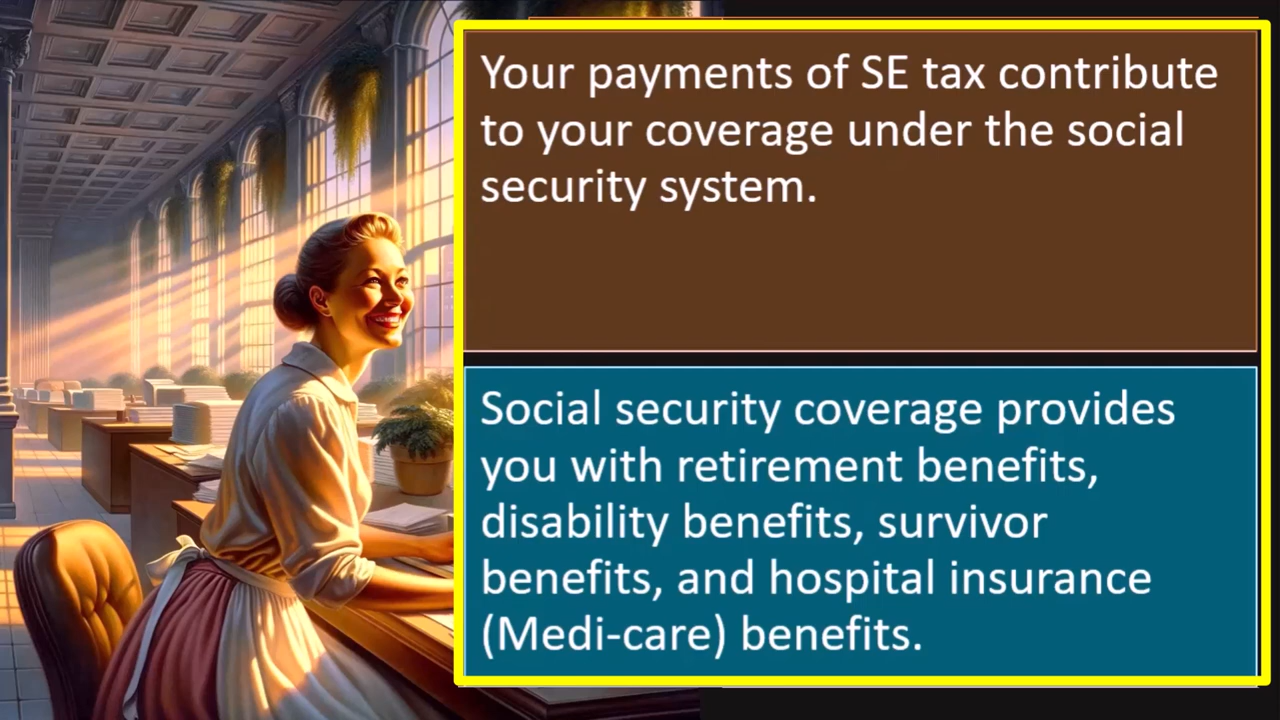 Your payments of SE tax contribute
to your coverage under the social
security system.
Social security coverage provides
you with retirement benefits,
disability benefits, survivor
benefits, and hospital insurance
(Medi-care) benefits.